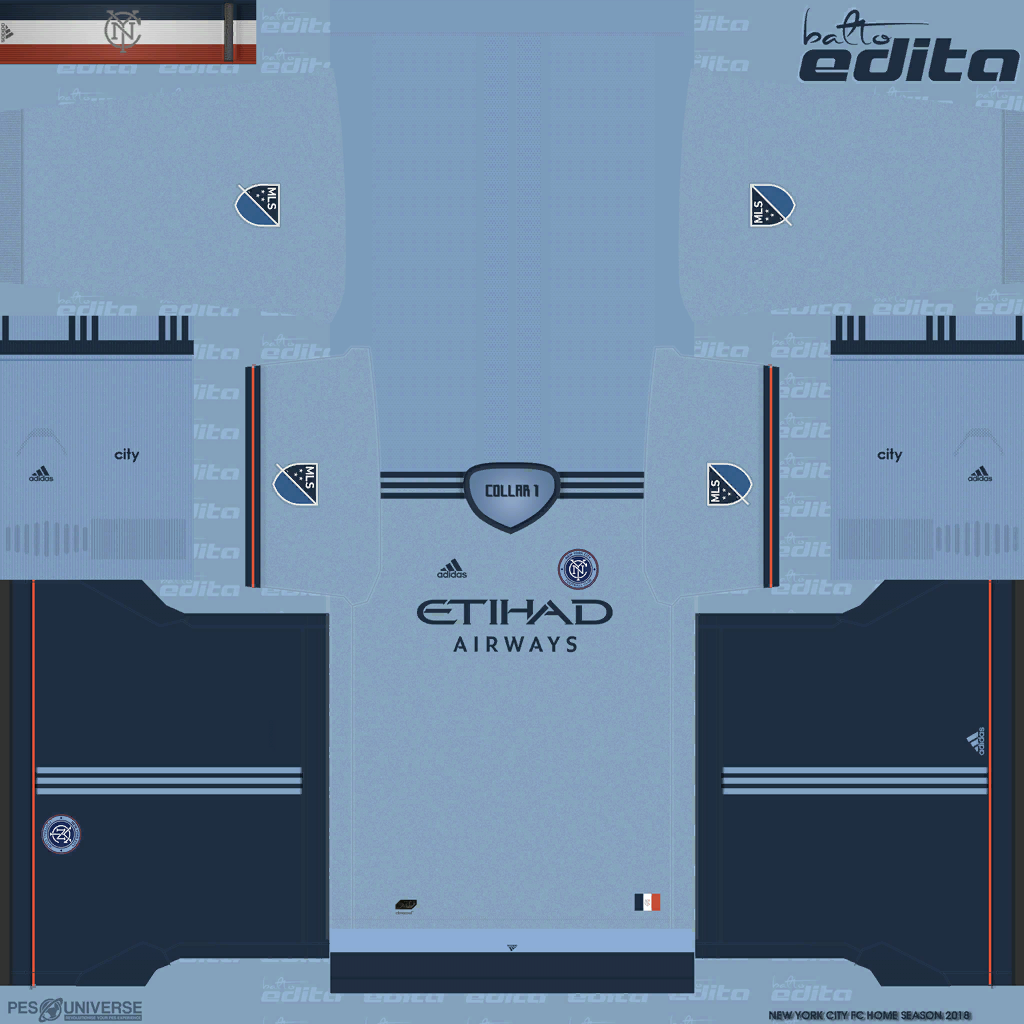 balto
edita
MLS
MLS
MLS
MLS
city
city
adidas
adidas
COLLAR 1
adidas
ETIHAD
AIRWAYS
adidas
PES UNIVERSE
NEW YORK CITY FC HOME SEASON 2018